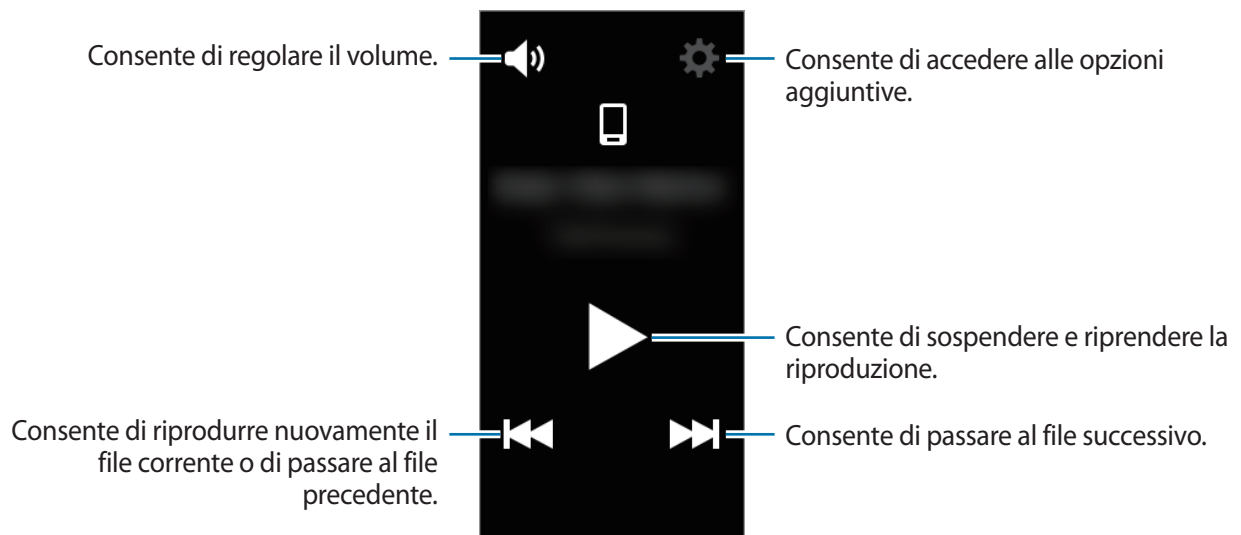 Consente di regolare il volume.
Consente di accedere alle opzioni
aggiuntive.
Consente di sospendere e riprendere la
riproduzione.
Consente di riprodurre nuovamente il
file corrente o di passare al file
precedente.
Consente di passare al file successivo.